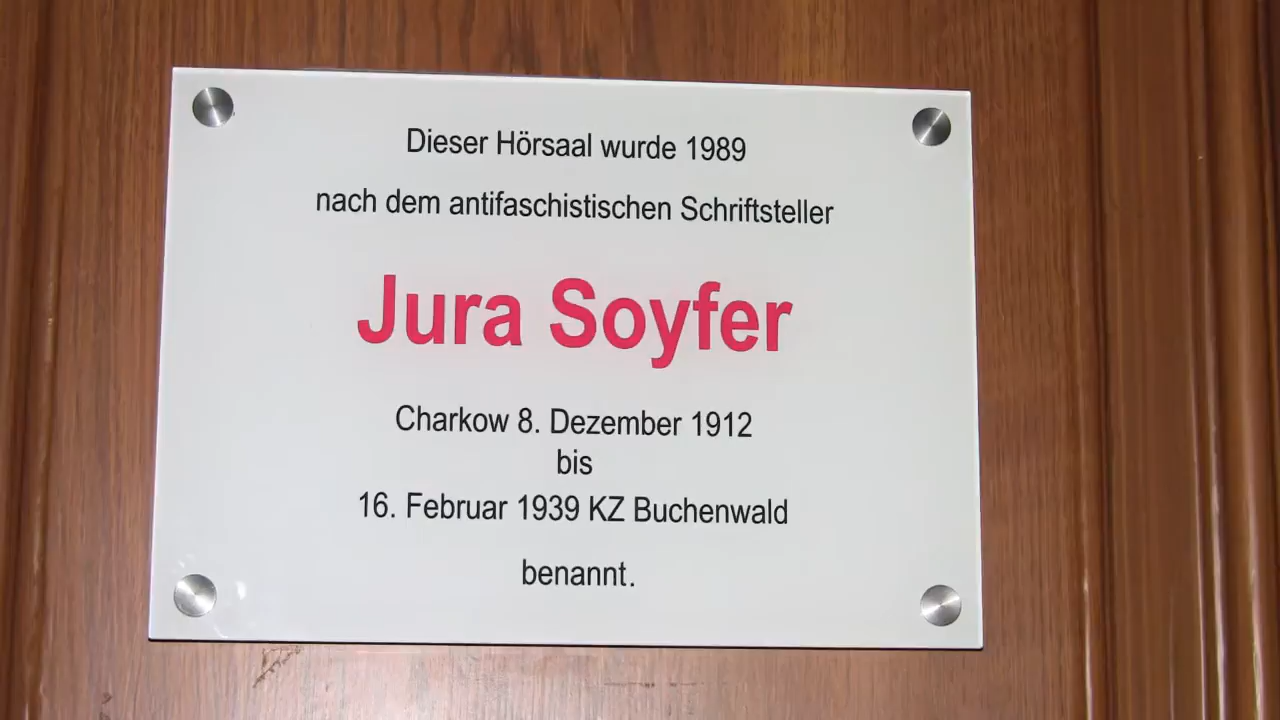 Dieser Hörsaal wurde 1989
nach dem antifaschistischen Schriftsteller
Jura Soyfer
Charkow 8. Dezember 1912
bis
16. Februar 1939 KZ Buchenwald
benannt.